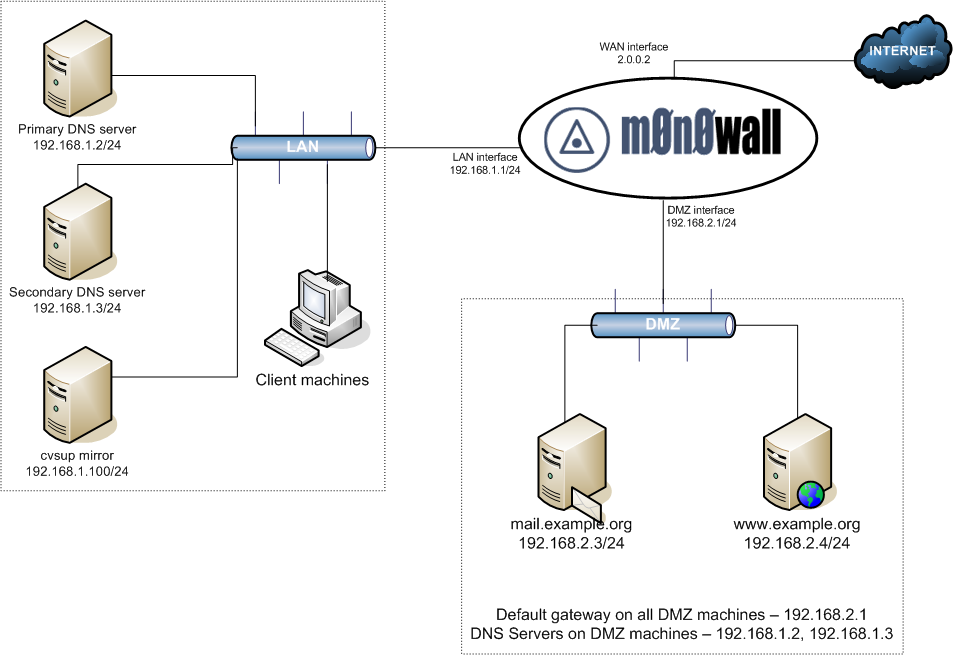 Primary DNS server
192.168.1.2/24
Secondary DNS server
192.168.1.3/24
cvsup mirror
192.168.1.100/24
LAN
Client machines
LAN interface
192.168.1.1/24
WAN interface
2.0.0.2
INTERNET
m0n0wall
DMZ interface
192.168.2.1/24
DMZ
mail.example.org
192.168.2.3/24
www.example.org
192.168.2.4/24
Default gateway on all DMZ machines – 192.168.2.1
DNS Servers on DMZ machines – 192.168.1.2, 192.168.1.3